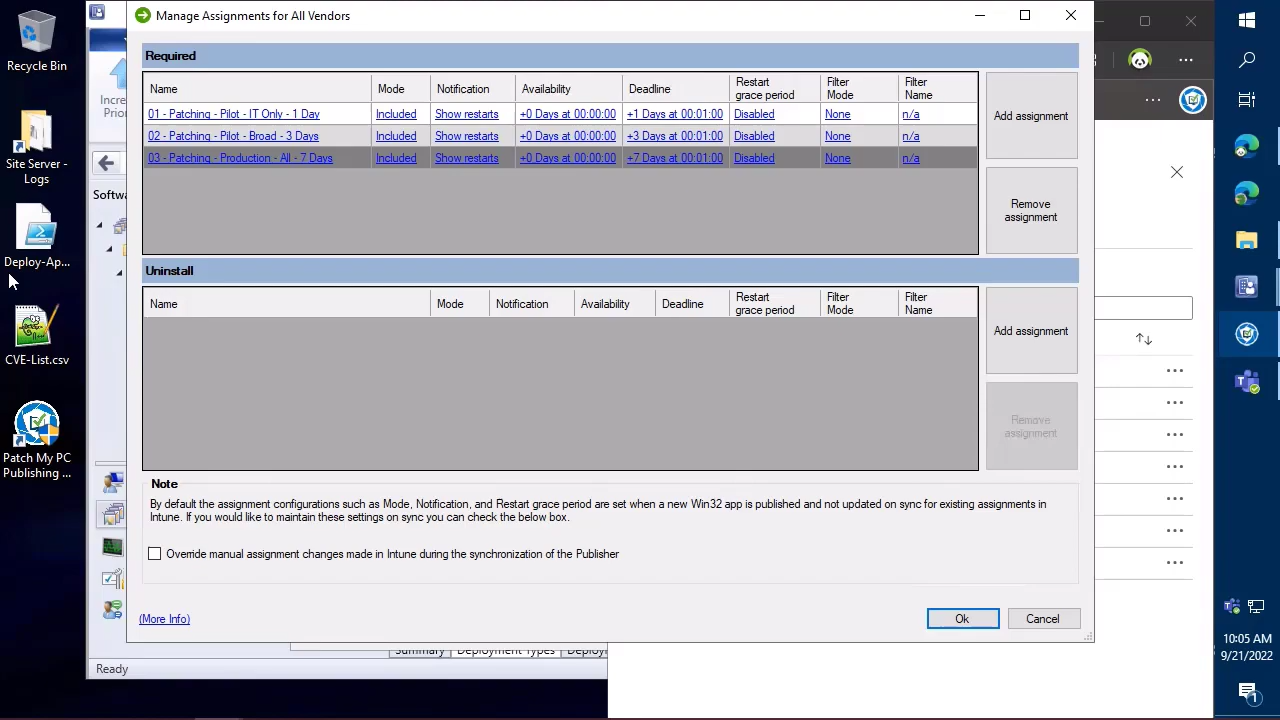 Manage Assignments for All Vendors
Recycle Bin
Site Server -
Logs
Deploy-Ap...
CVE-List.csv
Patch My PC
Publishing ...
Incre
Prio
Softwa
Required
Name Mode Notification Availability Deadline Restart grace period Filter Mode Filter Name
01 - Patching - Pilot - IT Only - 1 Day Included Show restarts +0 Days at 00:00:00 +1 Days at 00:01:00 Disabled None n/a
02 - Patching - Pilot - Broad - 3 Days Included Show restarts +0 Days at 00:00:00 +3 Days at 00:01:00 Disabled None n/a
03 - Patching - Production - All - 7 Days Included Show restarts +0 Days at 00:00:00 +7 Days at 00:01:00 Disabled None n/a
Add assignment
Remove
assignment
Uninstall
Name Mode Notification Availability Deadline Restart grace period Filter Mode Filter Name
Add assignment
Remove
assignment
Note
By default the assignment configurations such as Mode, Notification, and Restart grace period are set when a new Win32 app is published and not updated on sync for existing assignments in
Intune. If you would like to maintain these settings on sync you can check the below box.
Override manual assignment changes made in Intune during the synchronization of the Publisher
(More Info)
Ok
Cancel
Summary Deployment Types Deploy
Ready
10:05 AM
9/21/2022
1